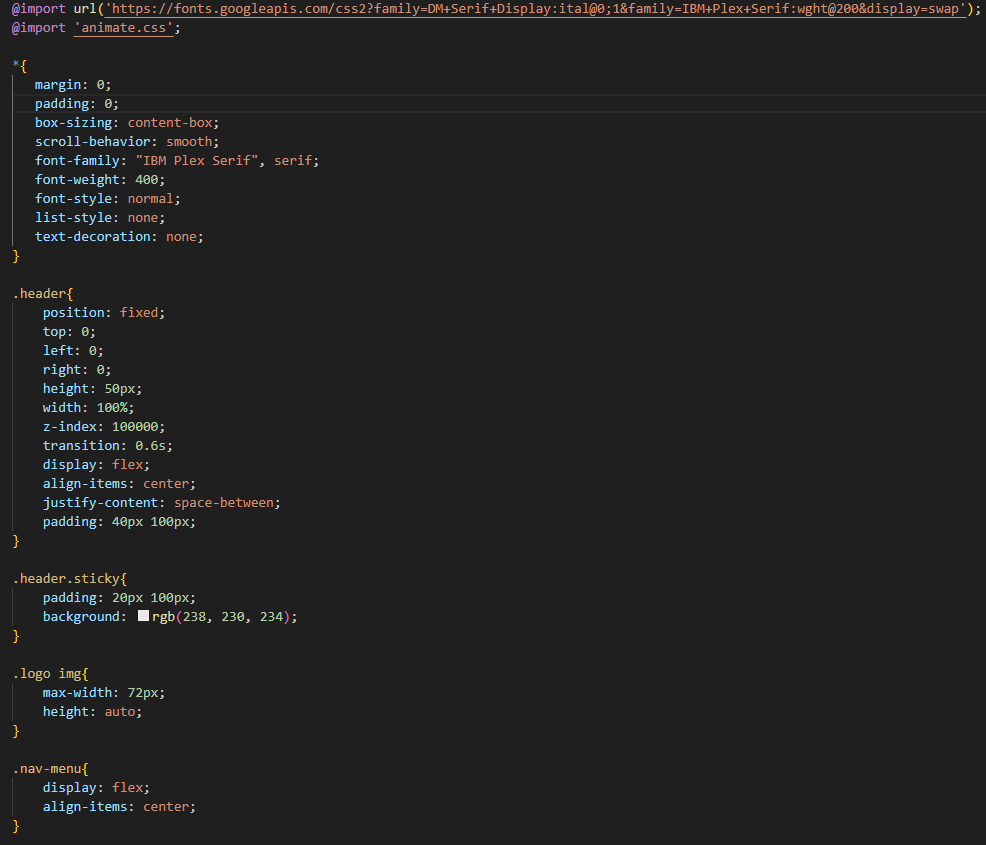 @import url('https://fonts.googleapis.com/css2?family=DM+Serif+Display:ital@0;1&family=IBM+Plex+Serif:wght@200&display=swap');
@import 'animate.css';

*{
   margin: 0;
   padding: 0;
   box-sizing: content-box;
   scroll-behavior: smooth;
   font-family: "IBM Plex Serif", serif;
   font-weight: 400;
   font-style: normal;
   list-style: none;
   text-decoration: none;
}

.header{
    position: fixed;
    top: 0;
    left: 0;
    right: 0;
    height: 50px;
    width: 100%;
    z-index: 100000;
    transition: 0.6s;
    display: flex;
    align-items: center;
    justify-content: space-between;
    padding: 40px 100px;
}

.header.sticky{
    padding: 20px 100px;
    background: rgb(238, 230, 234);
}

.logo img{
    max-width: 72px;
    height: auto;
}

.nav-menu{
    display: flex;
    align-items: center;
}